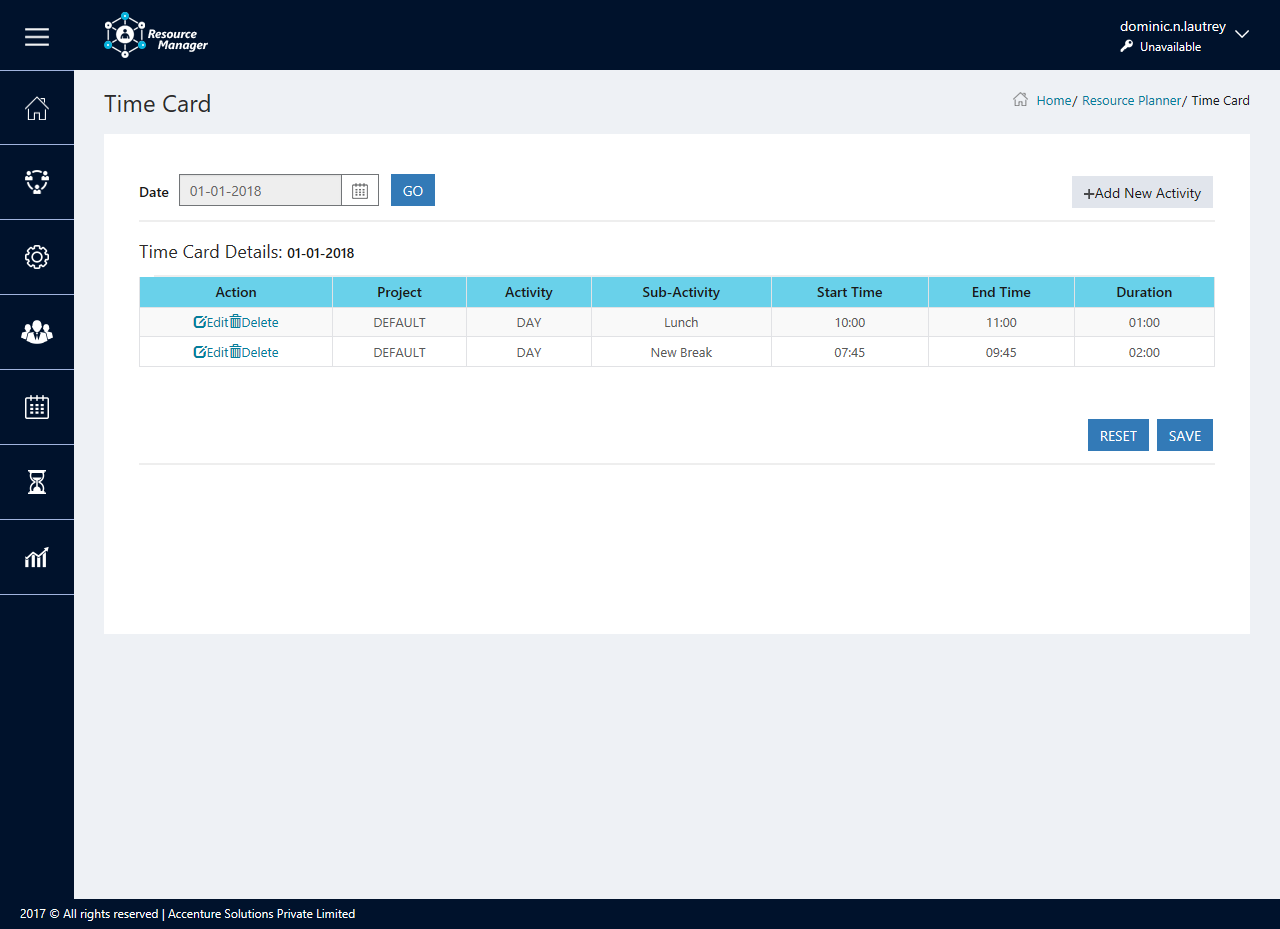 Resource
Manager
dominic.n.lautrey
Unavailable
Time Card
Home/ Resource Planner/ Time Card
Date 01-01-2018 GO +Add New Activity
Time Card Details: 01-01-2018
Action Project Activity Sub-Activity Start Time End Time Duration
Edit Delete DEFAULT DAY Lunch 10:00 11:00 01:00
Edit Delete DEFAULT DAY New Break 07:45 09:45 02:00
RESET SAVE
2017 © All rights reserved | Accenture Solutions Private Limited